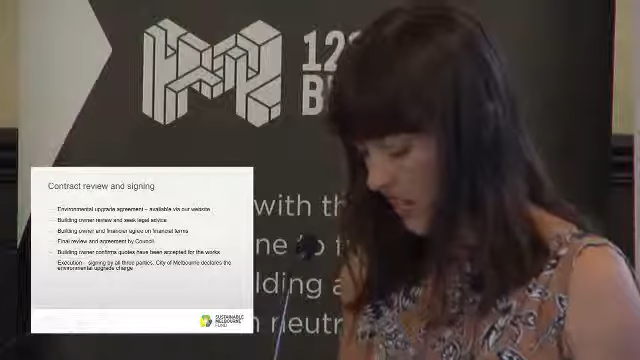 12
B
with th
ne to
lding a
n neutr
Contract review and signing
Environmental upgrade agreement – available via our website
Building owner review and seek legal advice
Building owner and financier agree on financial terms
Final review and agreement by Council
Building owner confirms quotes have been accepted for the works
Execution – signing by all three parties, City of Melbourne declares the
environmental upgrade charge
SUSTAINABLE
MELBOURNE
FUND